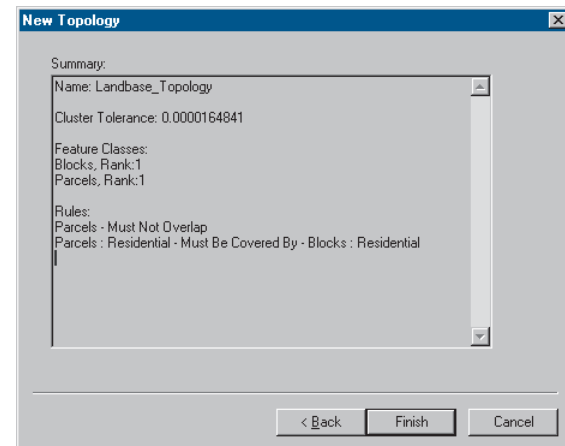 New Topology
Summary:
Name: Landbase_Topology
Cluster Tolerance: 0.0000164841
Feature Classes:
Blocks, Rank:1
Parcels, Rank:1
Rules:
Parcels - Must Not Overlap
Parcels : Residential - Must Be Covered By - Blocks : Residential
< Back
Finish
Cancel